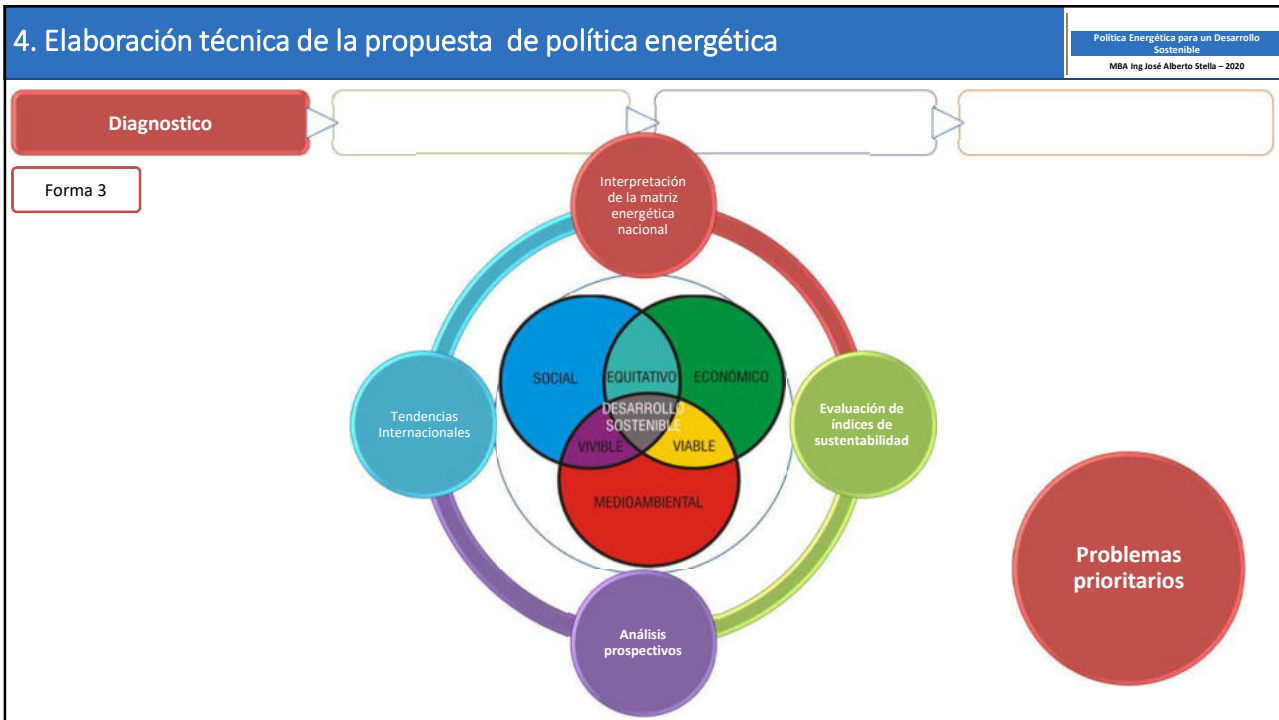 4. Elaboración técnica de la propuesta de política energética
Política Energética para un Desarrollo
Sostenible
MBA Ing José Alberto Stella – 2020
Diagnostico
Forma 3
Interpretación
de la matriz
energética
nacional
SOCIAL
EQUITATIVO
ECONÓMICO
DESARROLLO
SOSTENIBLE
VIVIBLE
VIABLE
MEDIOAMBIENTAL
Tendencias
Internacionales
Evaluación de
índices de
sustentabilidad
Análisis
prospectivos
Problemas
prioritarios